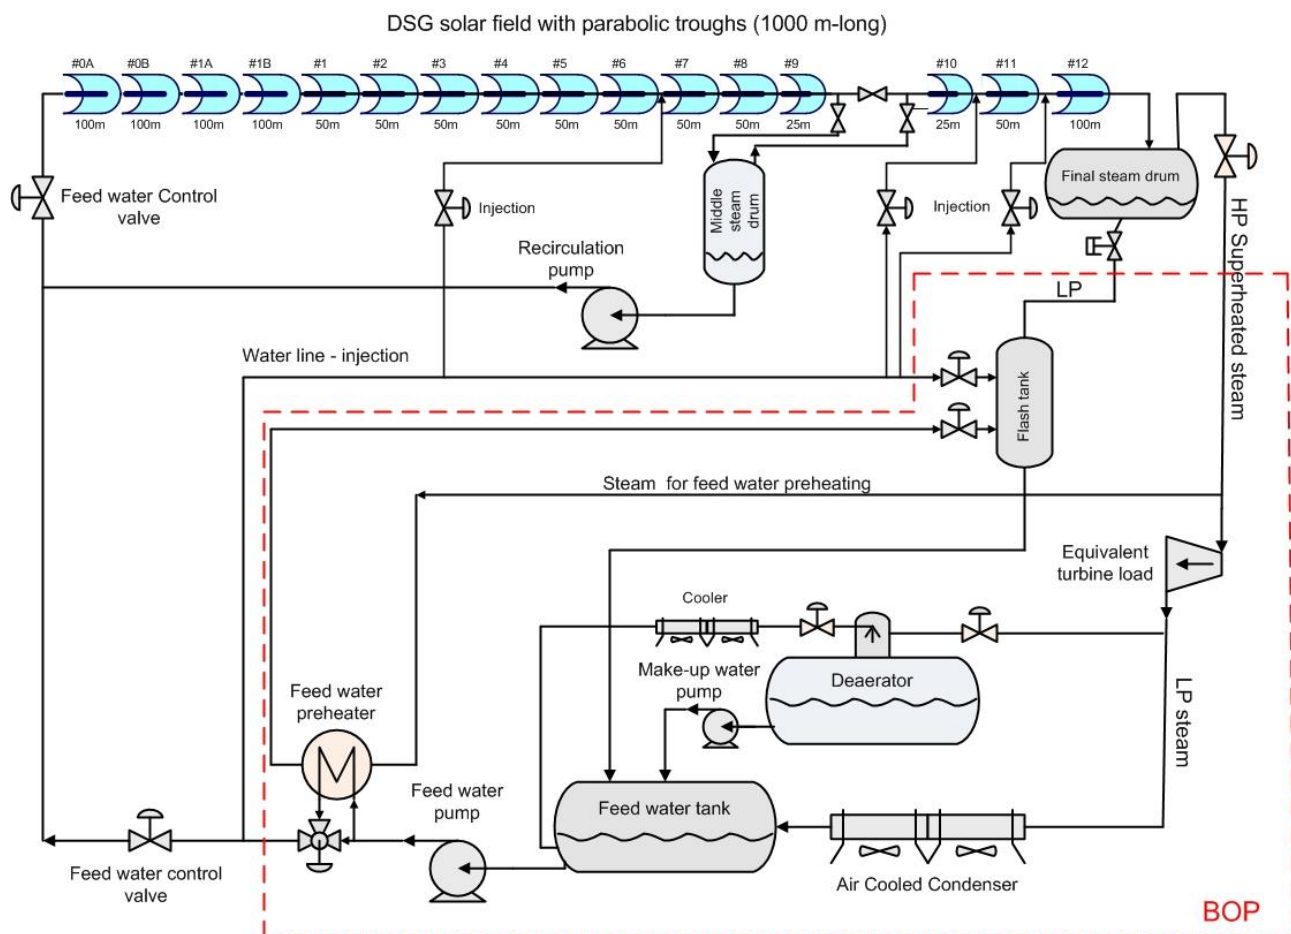 DSG solar field with parabolic troughs (1000 m-long)
#0A #0B #1A #1B #1 #2 #3 #4 #5 #6 #7 #8 #9 #10 #11 #12
100m 100m 100m 100m 50m 50m 50m 50m 50m 50m 50m 50m 25m 25m 50m 100m
Final steam drum
Feed water Control
valve
Injection
Middle
steam
drum
Injection
HP Superheated steam
Recirculation
pump
LP
Water line - injection
Flash tank
Steam for feed water preheating
Equivalent
turbine load
Cooler
Make-up water
pump
Deaerator
LP steam
Feed water
preheater
Feed water
pump
Feed water tank
Feed water control
valve
Air Cooled Condenser
BOP